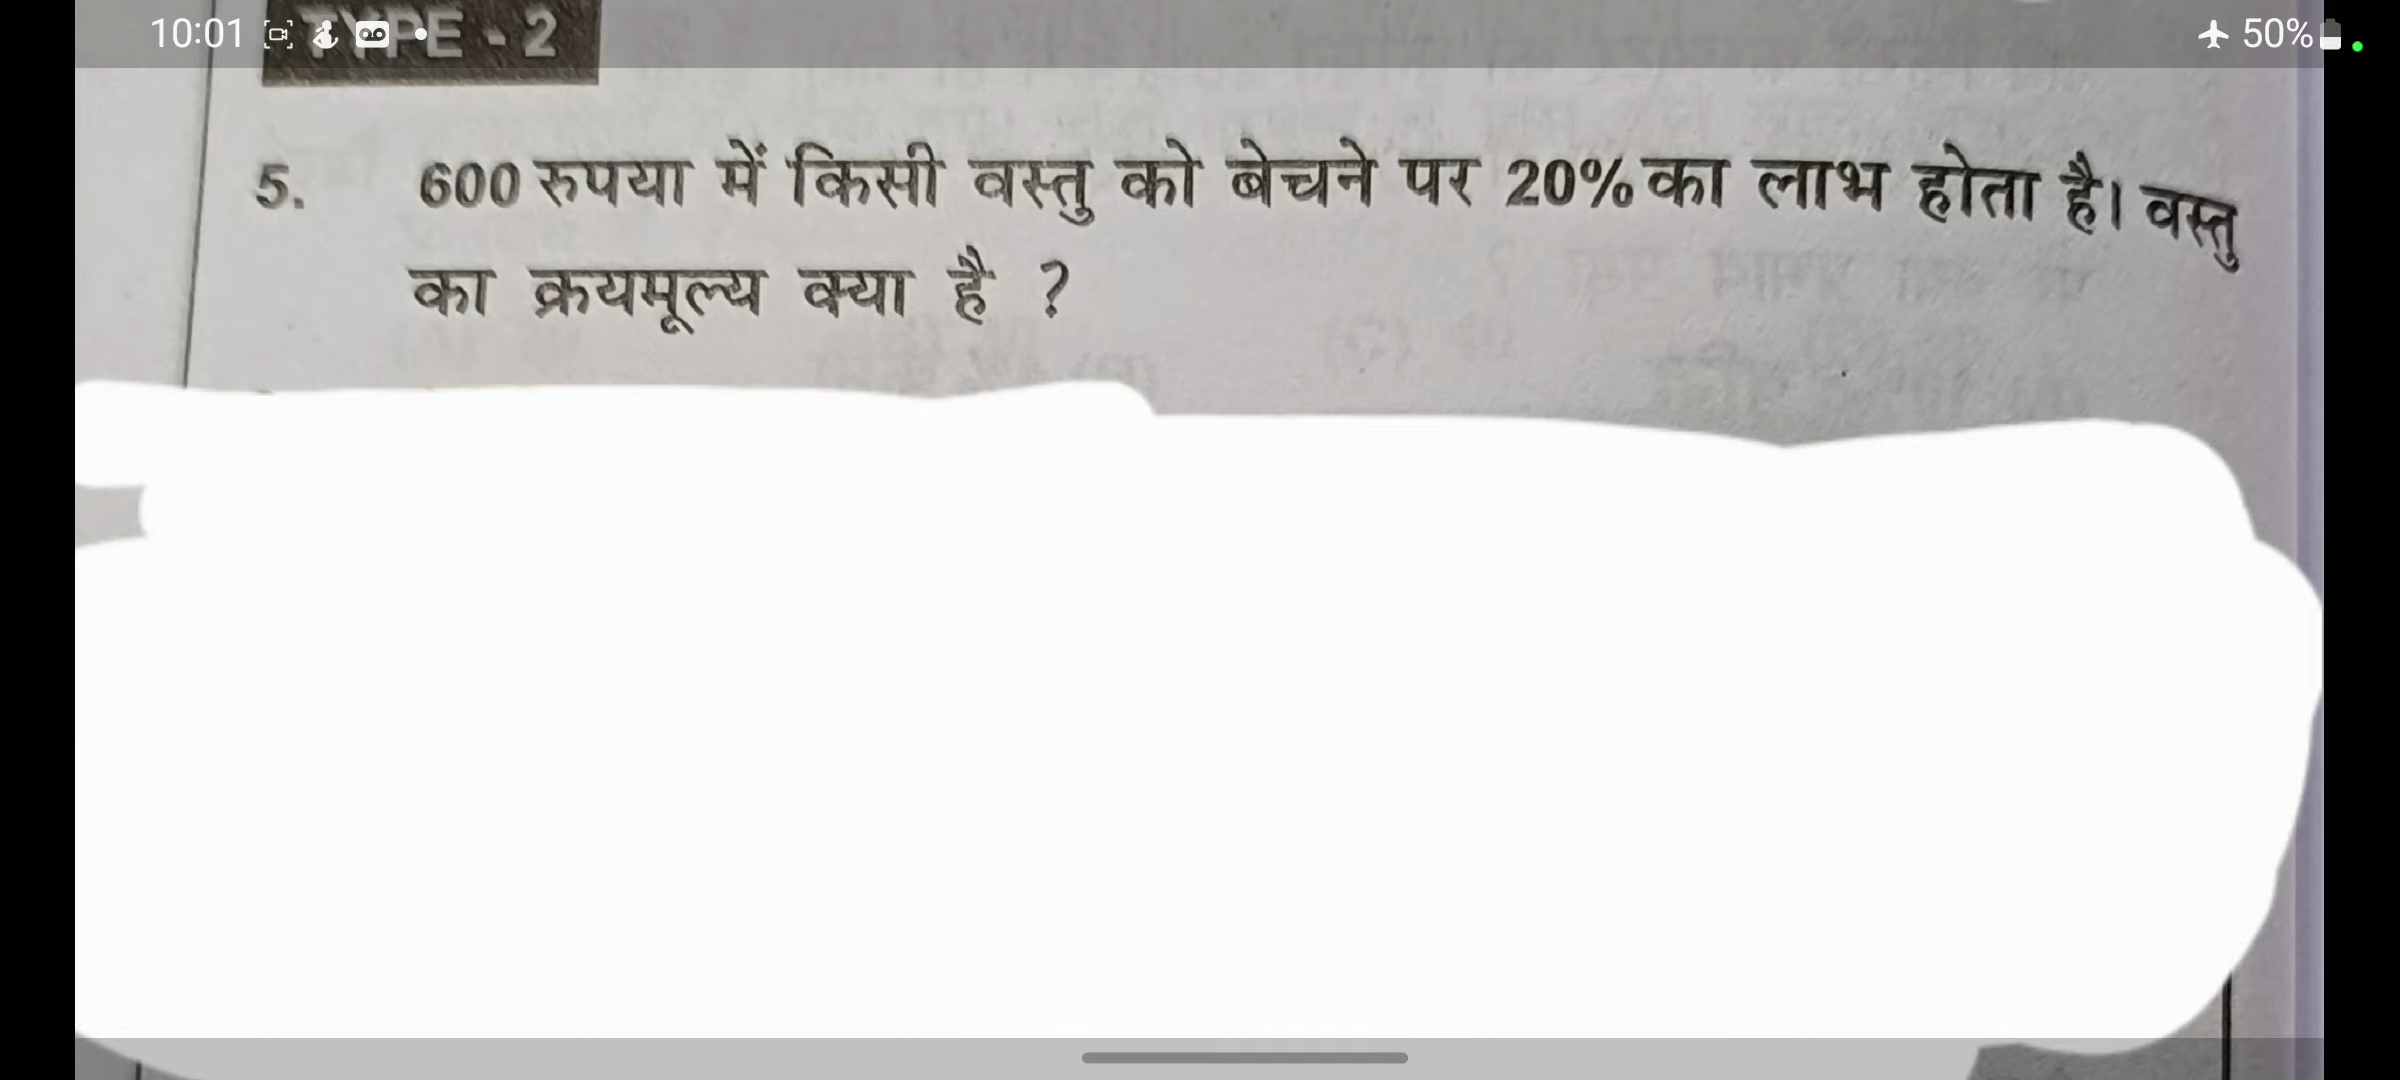 10:01
50%
TYPE - 2
5. 600 रुपया में किसी वस्तु को बेचने पर 20% का लाभ होता है। वस्तु
का क्रयमूल्य क्या है ?